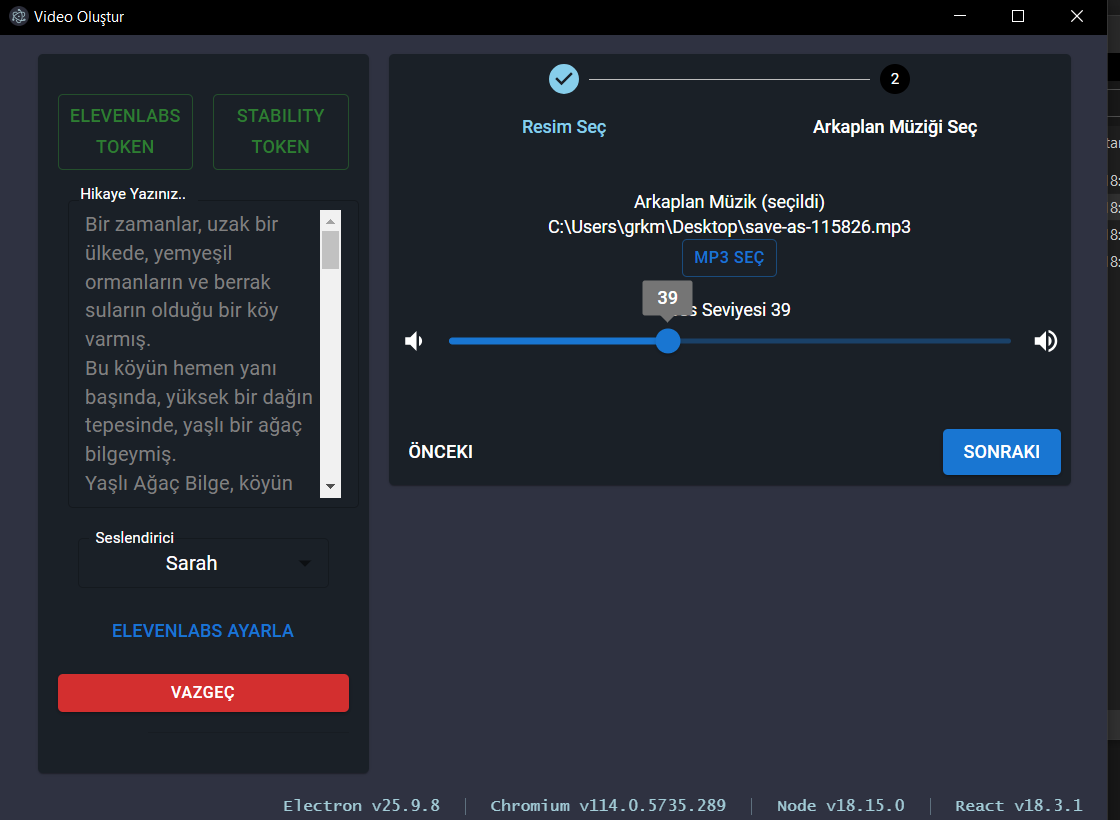 Video Oluştur
ELEVENLABS
TOKEN
STABILITY
TOKEN
Hikaye Yazınız..
Bir zamanlar, uzak bir
ülkede, yemyeşil
ormanların ve berrak
suların olduğu bir köy
varmış.
Bu köyün hemen yanı
başında, yüksek bir dağın
tepesinde, yaşlı bir ağaç
bilgeymiş.
Yaşlı Ağaç Bilge, köyün
Seslendirici
Sarah
ELEVENLABS AYARLA
VAZGEÇ
2
Resim Seç
Arkaplan Müziği Seç
Arkaplan Müzik (seçildi)
C:\Users\grkm\Desktop\save-as-115826.mp3
MP3 SEÇ
39
Seviyesi 39
ÖNCEKI
SONRAKI
Electron v25.9.8
Chromium v114.0.5735.289
Node v18.15.0
React v18.3.1